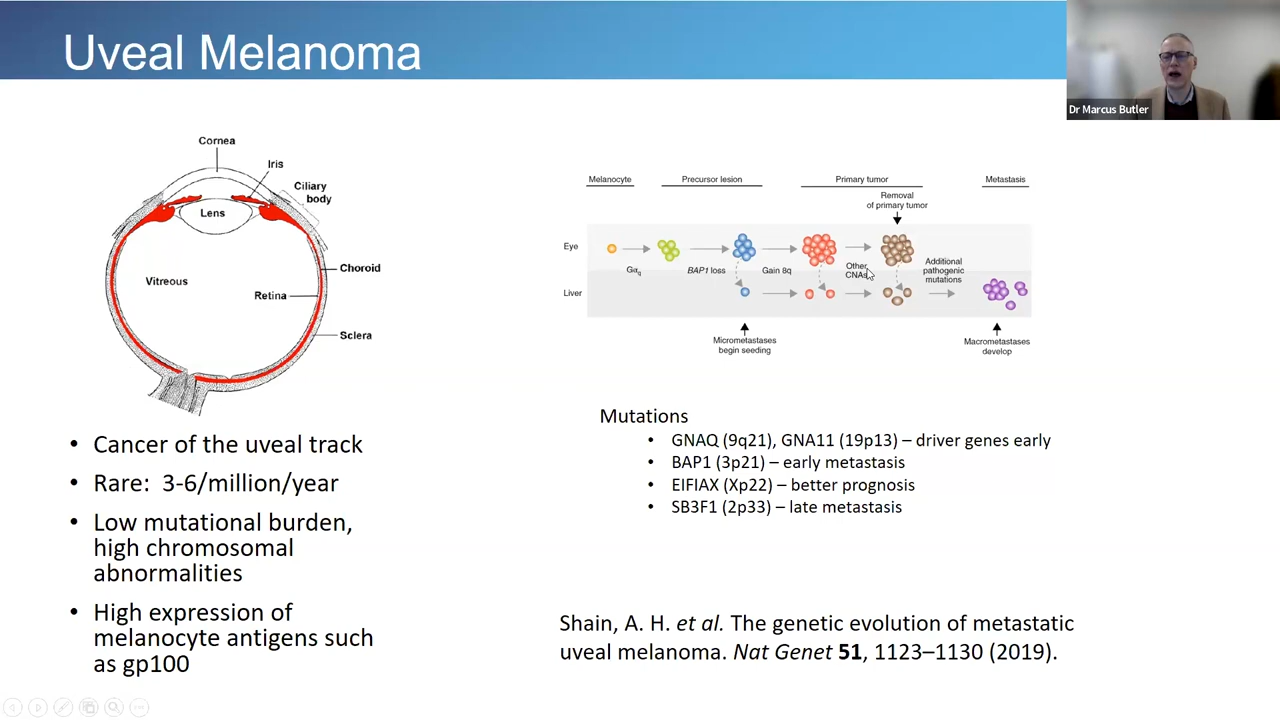 Uveal Melanoma
Dr Marcus Butler
Cornea
Iris
Ciliary
body
Lens
Choroid
Vitreous
Retina
Sclera
Melanocyte
Precursor lesion
Primary tumor
Metastasis
Removal
of primary tumor
Eye
Gαq
BAP1 loss
Gain 8q
Other
CNAs
Additional
pathogenic
mutations
Liver
Micrometastases
begin seeding
Macrometastases
develop
• Cancer of the uveal track
• Rare: 3-6/million/year
• Low mutational burden,
high chromosomal
abnormalities
• High expression of
melanocyte antigens such
as gp100
Mutations
• GNAQ (9q21), GNA11 (19p13) – driver genes early
• BAP1 (3p21) – early metastasis
• EIFIAX (Xp22) – better prognosis
• SB3F1 (2p33) – late metastasis
Shain, A. H. et al. The genetic evolution of metastatic
uveal melanoma. Nat Genet 51, 1123–1130 (2019).